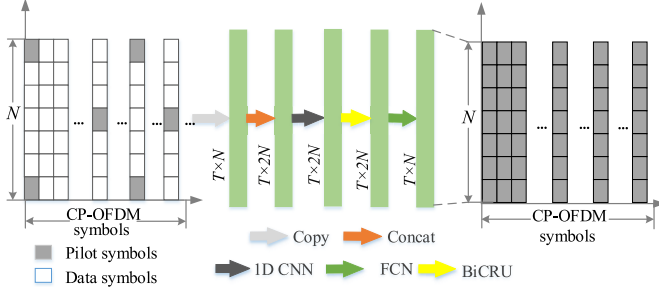 N
...
...
...
...
T×N
T×2N
T×2N
T×2N
T×N
N
...
...
...
...
CP-OFDM
symbols
CP-OFDM
symbols
Pilot symbols
Data symbols
Copy
Concat
1D CNN
FCN
BiCRU